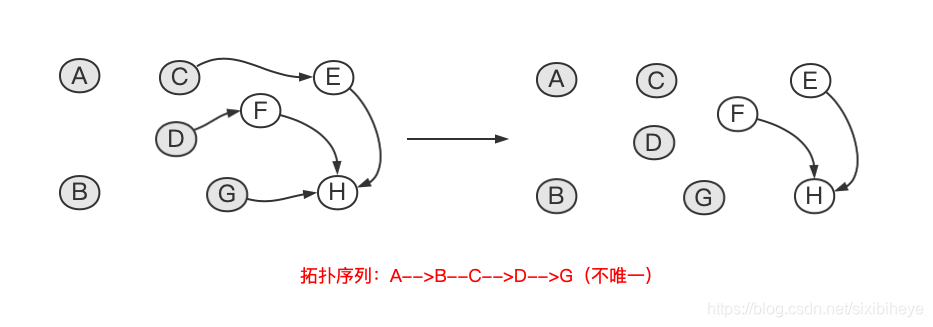 A
C
E
F
D
B
G
H
A
C
E
F
D
B
G
H
拓扑序列：A-->B--C-->D-->G（不唯一）
https://blog.csdn.net/sixibiheye